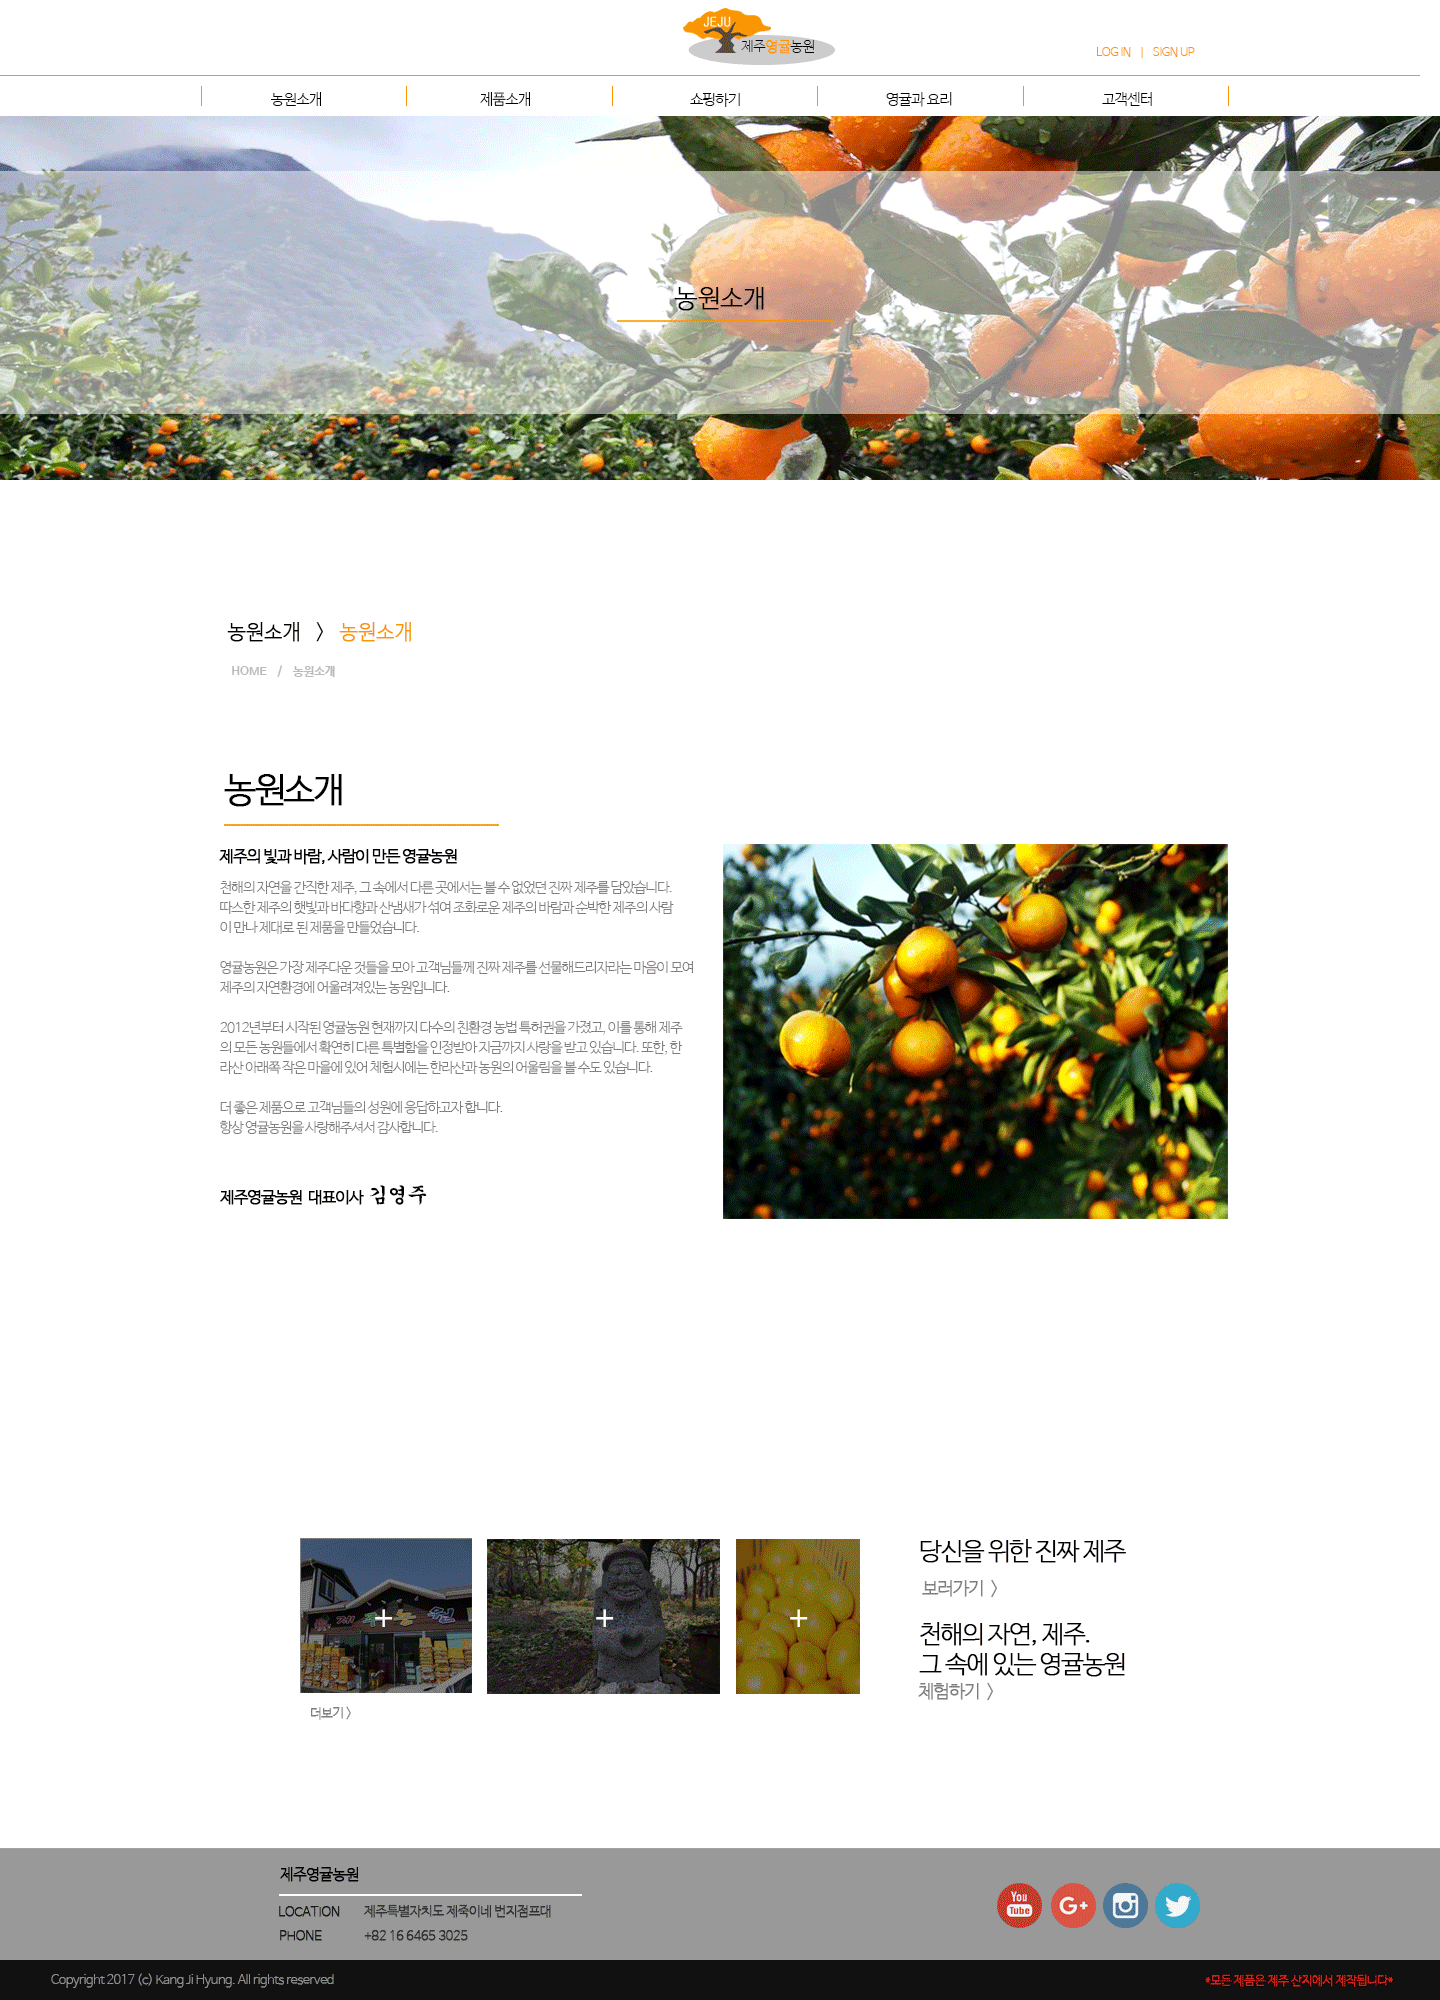 JEJU
제주영귤농원
LOG IN | SIGN UP
농원소개 제품소개 쇼핑하기 영귤과 요리 고객센터
농원소개
농원소개 > 농원소개
HOME / 농원소개
농원소개
제주의 빛과 바람, 사람이 만든 영귤농원
천해의 자연을 간직한 제주, 그 속에서 다른 곳에서는 볼 수 없었던 진짜 제주를 담았습니다.
따스한 제주의 햇빛과 바다향과 산냄새가 섞여 조화로운 제주의 바람과 순박한 제주의 사람
이 만나 제대로 된 제품을 만들었습니다.
영귤농원은 가장 제주다운 것들을 모아 고객님들께 진짜 제주를 선물해드리자라는 마음이 모여
제주의 자연환경에 어울려져있는 농원입니다.
2012년부터 시작된 영귤농원 현재까지 다수의 친환경 농법 특허권을 가졌고, 이를 통해 제주
의 모든 농원들에서 확연히 다른 특별함을 인정받아 지금까지 사랑을 받고 있습니다. 또한, 한
라산 아래쪽 작은 마을에 있어 체험시에는 한라산과 농원의 어울림을 볼 수도 있습니다.
더 좋은 제품으로 고객님들의 성원에 응답하고자 합니다.
항상 영귤농원을 사랑해주셔서 감사합니다.
제주영귤농원 대표이사 김영주
더보기 >
당신을 위한 진짜 제주
보러가기 >
천해의 자연, 제주.
그 속에 있는 영귤농원
체험하기 >
제주영귤농원
LOCATION 제주특별자치도 제죽이네 번지점프대
PHONE +82 16 6465 3025
You
Tube
G+
Copyright 2017 (c) Kang Ji Hyung. All rights reserved
*모든 제품은 제주 산지에서 제작됩니다*